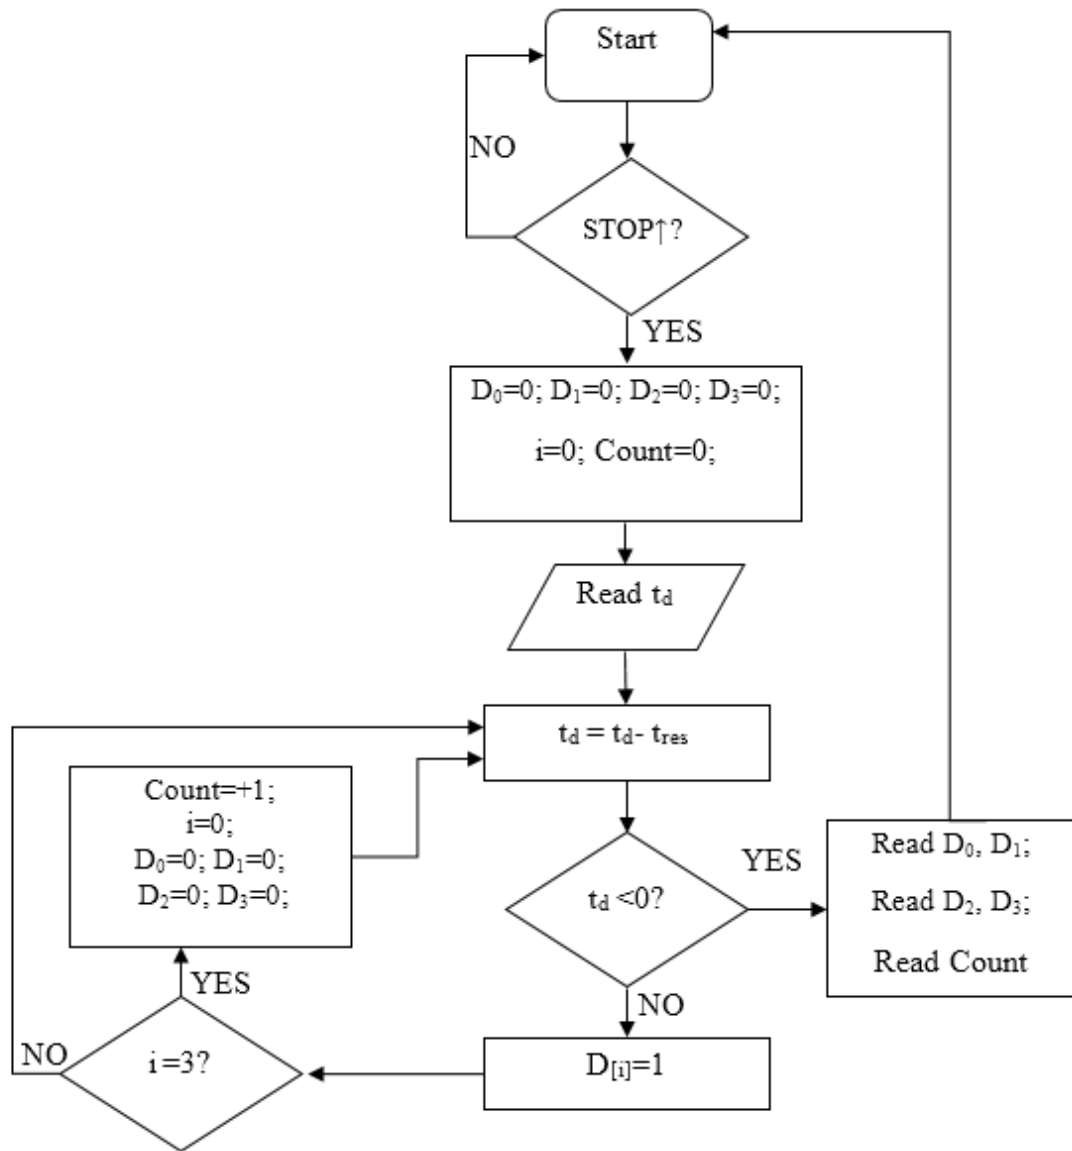 Start
NO
STOP↑?
YES
D₀=0; D₁=0; D₂=0; D₃=0;
i=0; Count=0;
Read t_d
t_d = t_d- t_res
Count=+1;
i=0;
D₀=0; D₁=0;
D₂=0; D₃=0;
t_d <0?
YES
Read D₀, D₁;
Read D₂, D₃;
Read Count
NO
D[i]=1
YES
NO
i =3?